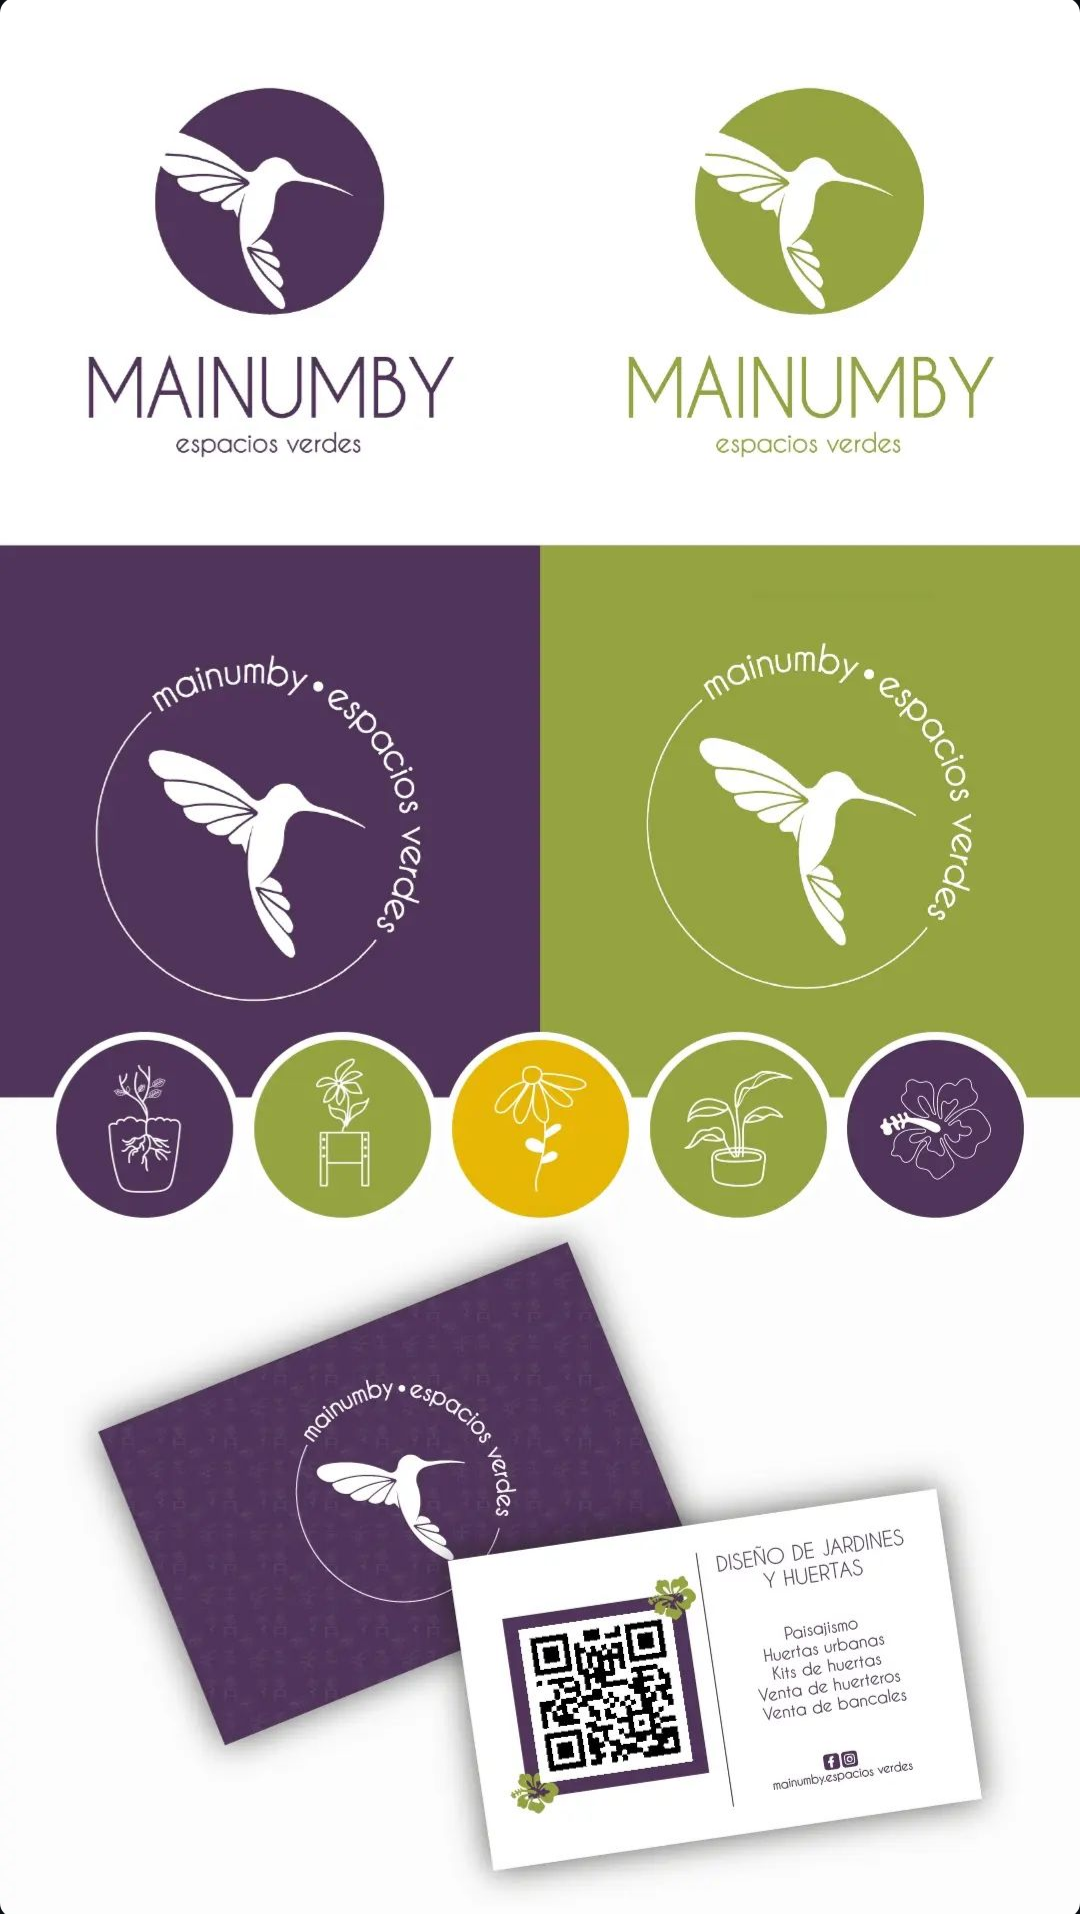 MAINUMBY
espacios verdes
MAINUMBY
espacios verdes
mainumby • espacios verdes
mainumby • espacios verdes
mainumby • espacios verdes
DISEÑO DE JARDINES
Y HUERTAS
Paisajismo
Huertas urbanas
Kits de huertas
Venta de huerteros
Venta de bancales
mainumby.espacios verdes